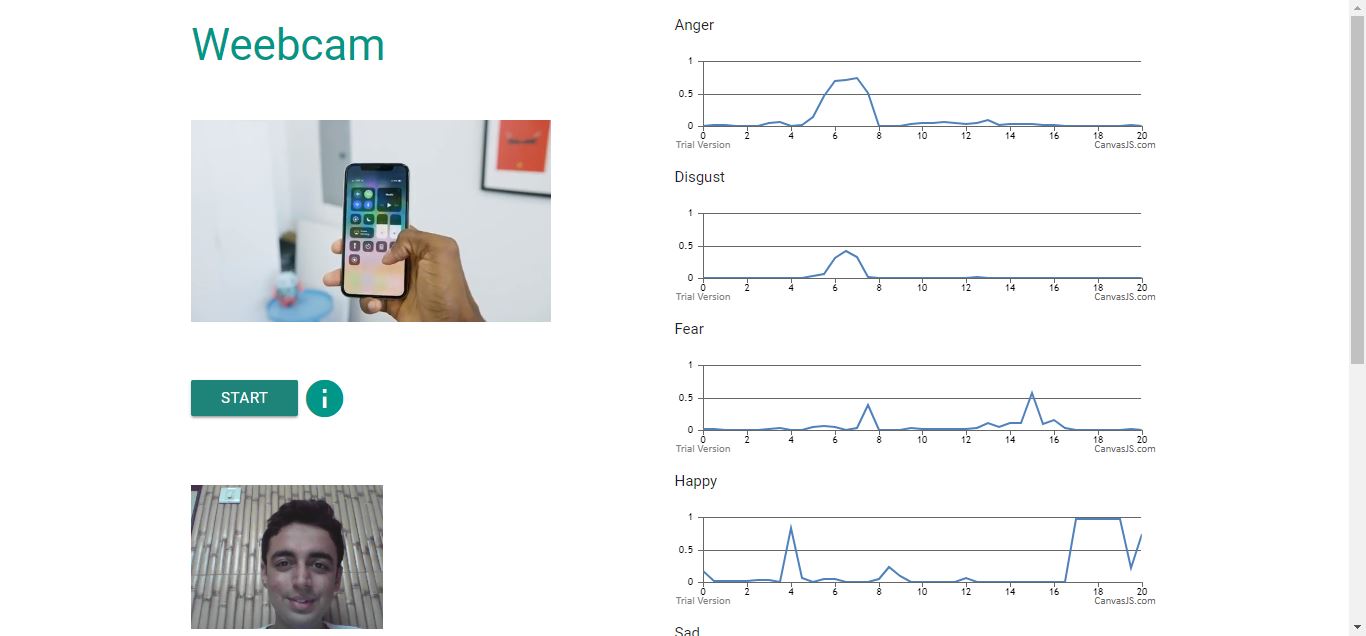 Weebcam
START
i
Anger
1
0.5
0
0 2 4 6 8 10 12 14 16 18 20
Trial Version CanvasJS.com
Disgust
1
0.5
0
0 2 4 6 8 10 12 14 16 18 20
Trial Version CanvasJS.com
Fear
1
0.5
0
0 2 4 6 8 10 12 14 16 18 20
Trial Version CanvasJS.com
Happy
1
0.5
0
0 2 4 6 8 10 12 14 16 18 20
Trial Version CanvasJS.com
Sad